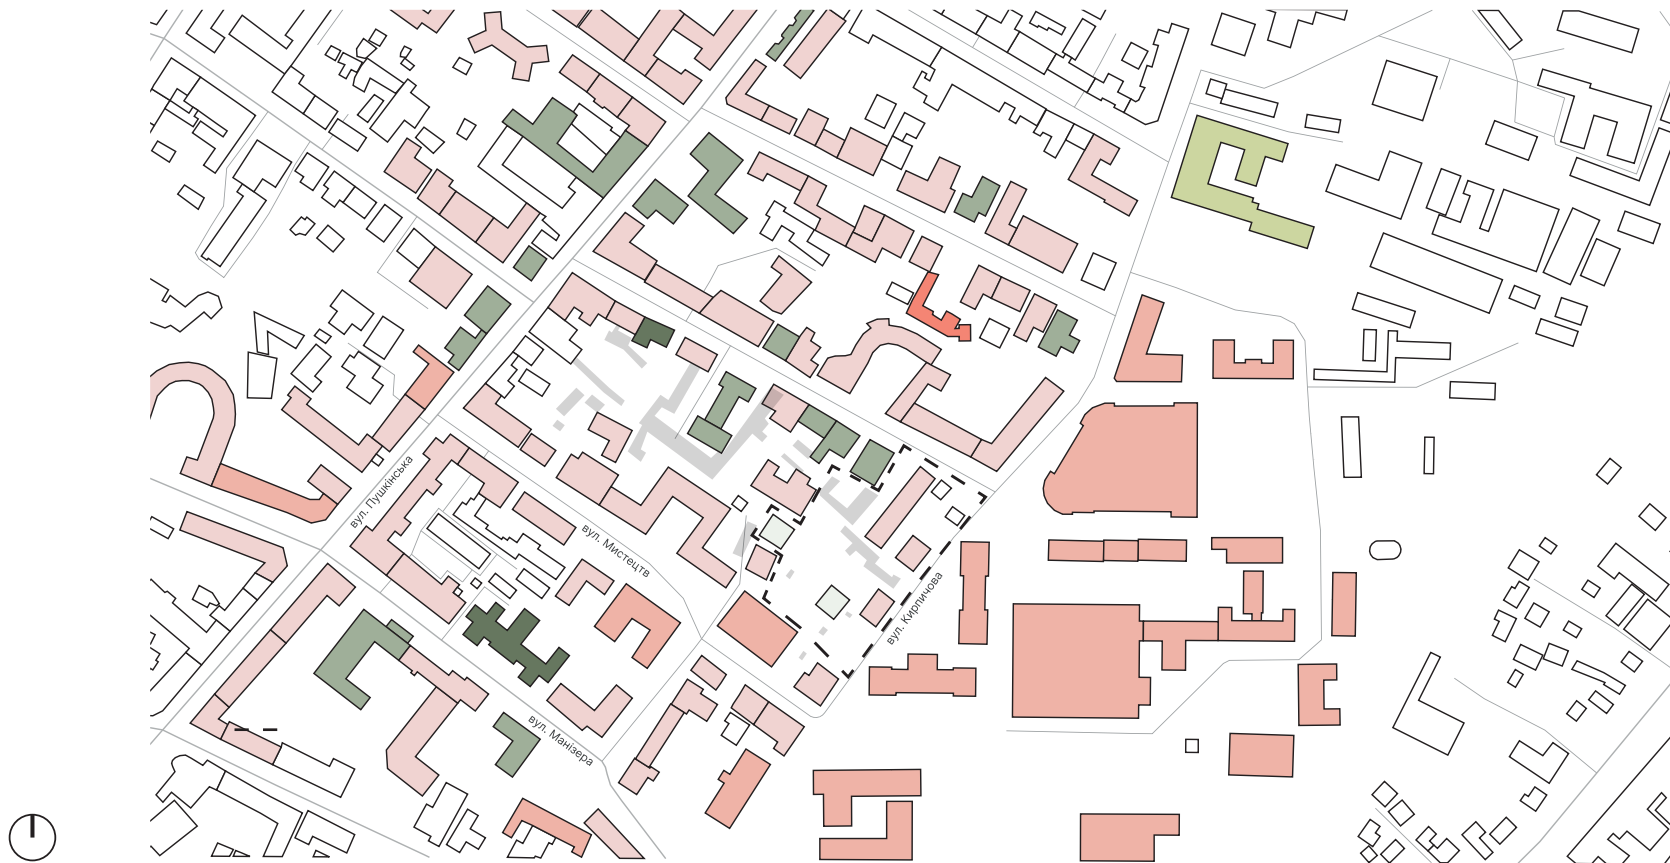 вул. Пушкінська
вул. Мистецтв
вул. Кирпичова
вул. Манізера